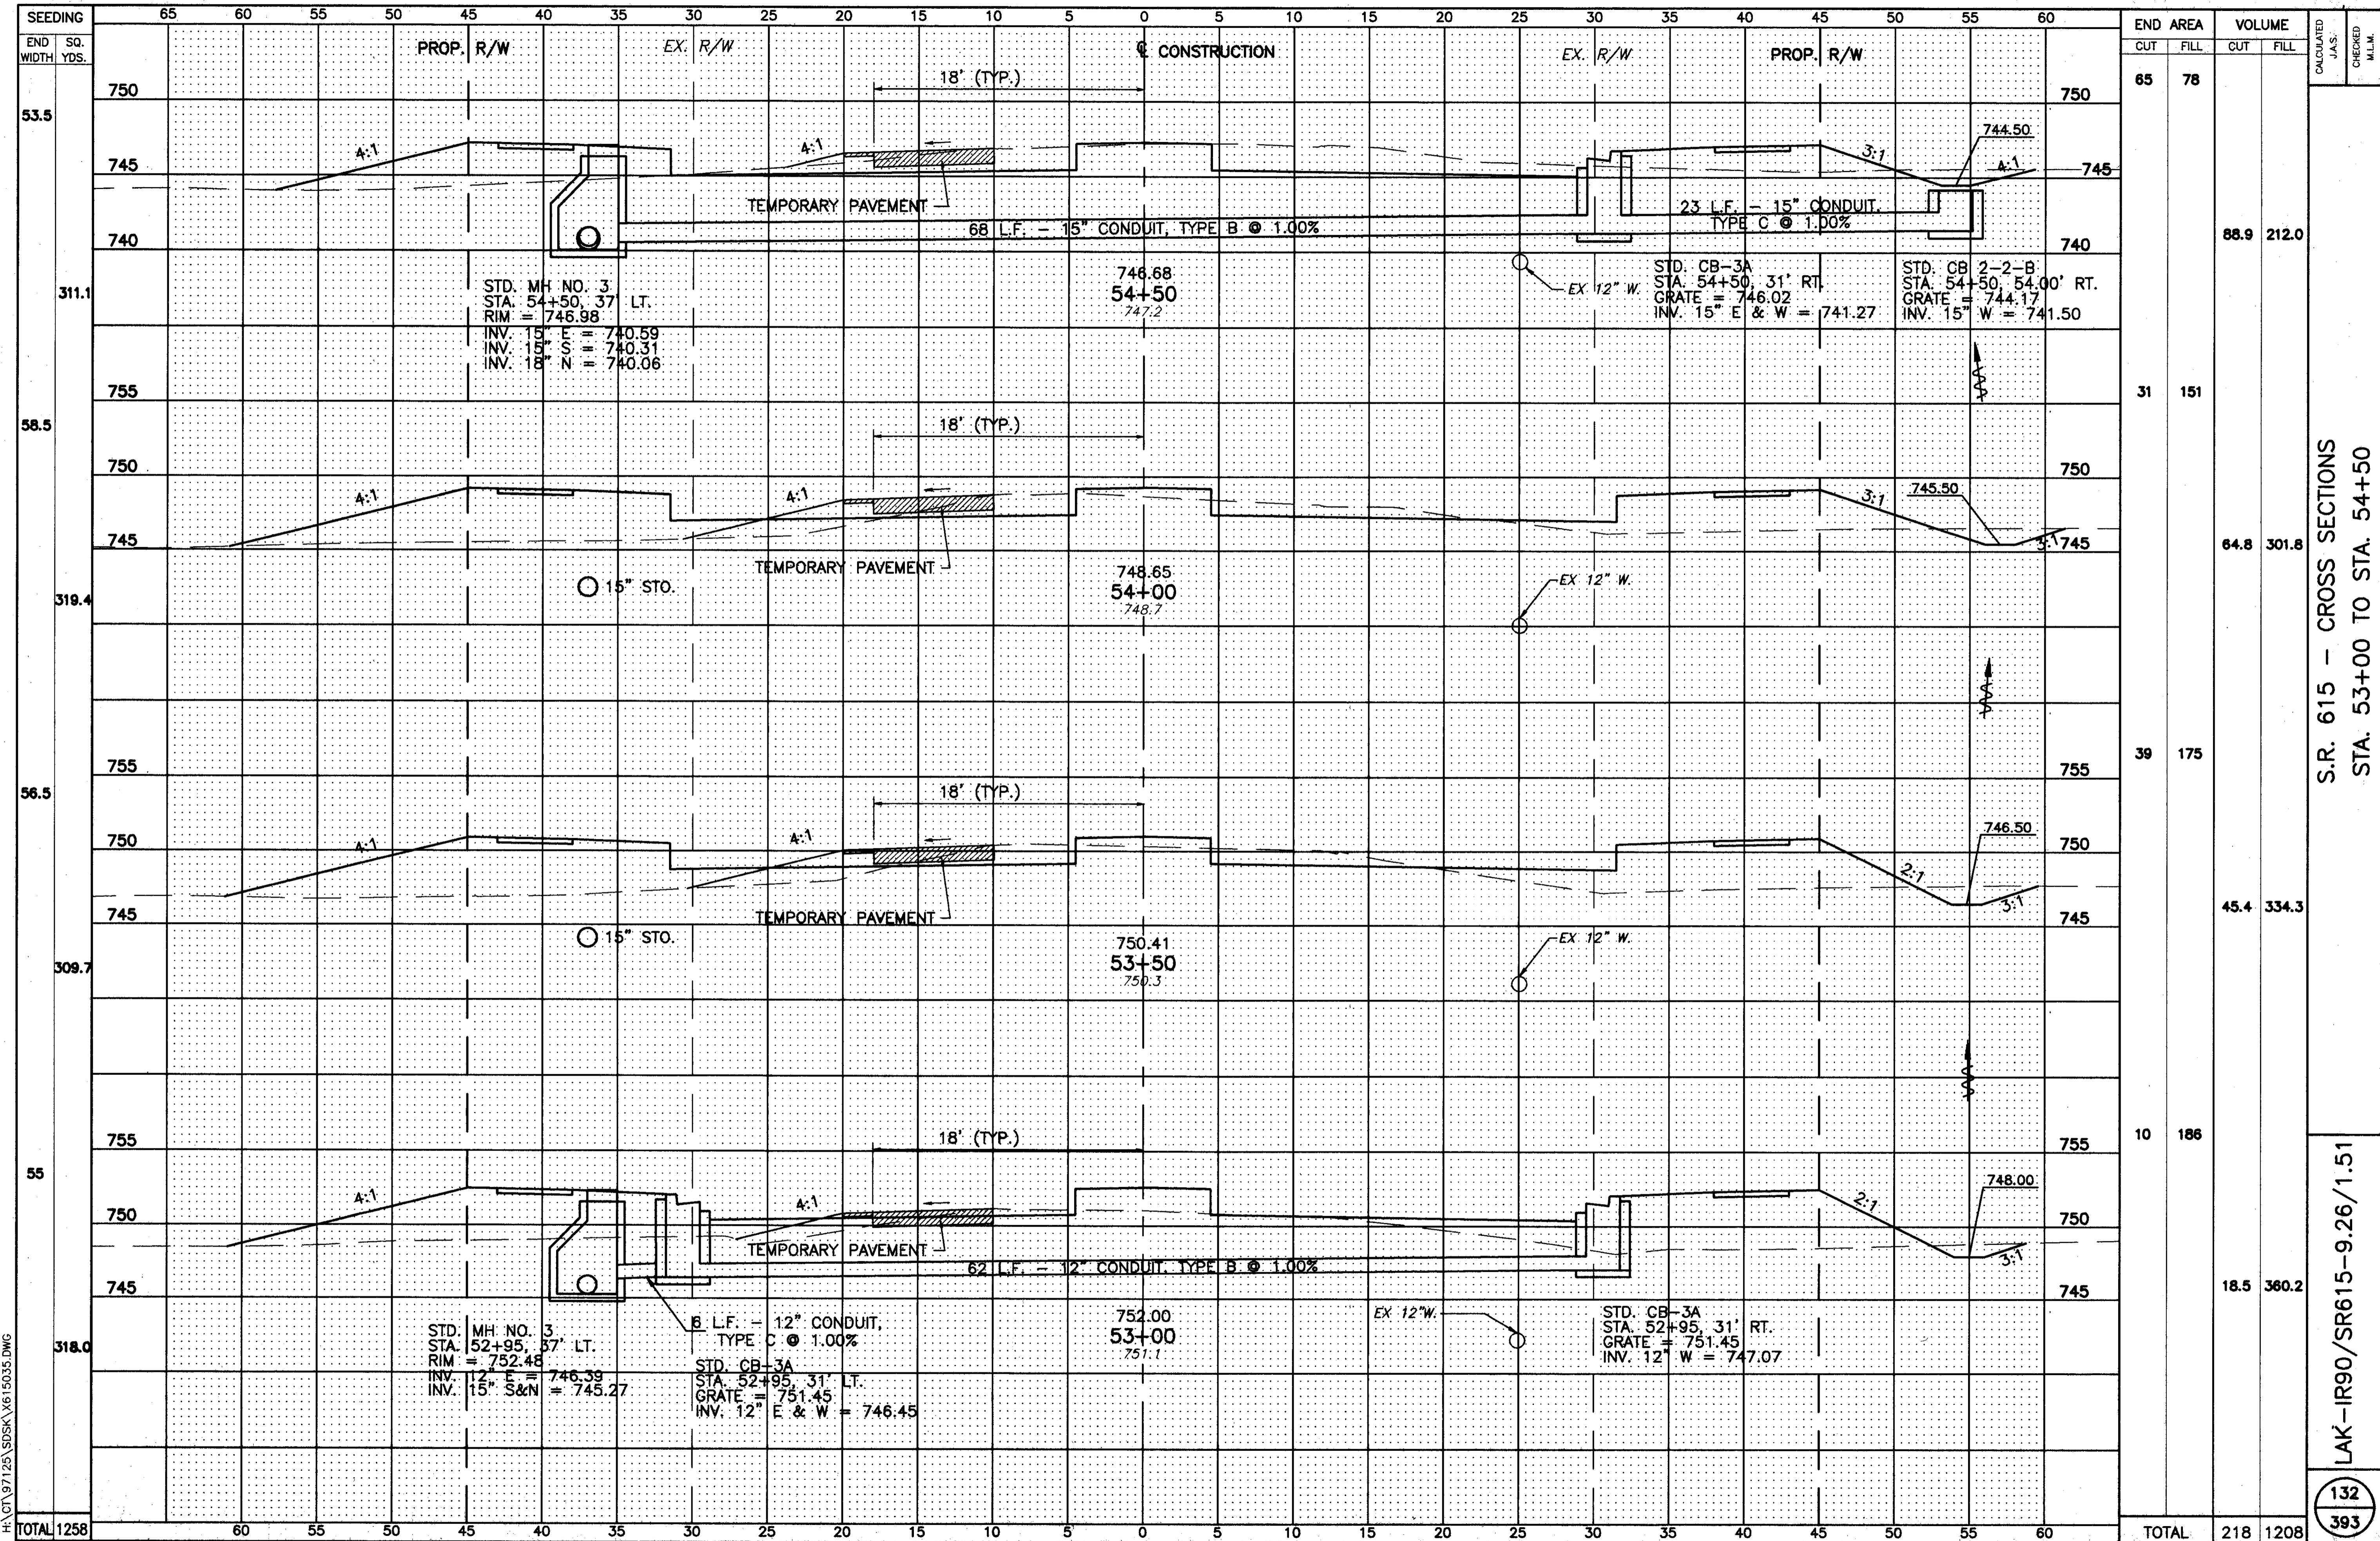 SEEDING
END WIDTH
SQ. YDS.
65 60 55 50 45 40 35 30 25 20 15 10 5 0 5 10 15 20 25 30 35 40 45 50 55 60
END AREA
VOLUME
CUT FILL CUT FILL
CALCULATED
J.A.S.
CHECKED
M.L.M.
PROP. R/W
EX. R/W
℄ CONSTRUCTION
EX. R/W
PROP. R/W
65 78
18' (TYP.)
750
750
53.5
744.50
4:1
4:1
3:1
4:1
745
745
TEMPORARY PAVEMENT
23 L.F. – 15" CONDUIT,
TYPE C @ 1.00%
68 L.F. – 15" CONDUIT, TYPE B @ 1.00%
740
740
88.9 212.0
311.1
STD. MH NO. 3
STA. 54+50, 37' LT.
RIM = 746.98
INV. 15" E = 740.59
INV. 15" S = 740.31
INV. 18" N = 740.06
746.68
54+50
747.2
EX 12" W.
STD. CB-3A
STA. 54+50, 31' RT.
GRATE = 746.02
INV. 15" E & W = 741.27
STD. CB 2-2-B
STA. 54+50, 54.00' RT.
GRATE = 744.17
INV. 15" W = 741.50
755
31 151
58.5
18' (TYP.)
750
750
745.50
4:1
4:1
3:1
3:1
745
745
64.8 301.8
TEMPORARY PAVEMENT
15" STO.
748.65
54+00
748.7
EX 12" W.
319.4
39 175
755
755
56.5
18' (TYP.)
746.50
750
750
4:1
4:1
2:1
3:1
745
745
TEMPORARY PAVEMENT
45.4 334.3
15" STO.
750.41
53+50
750.3
EX 12" W.
309.7
10 186
755
755
18' (TYP.)
55
748.00
4:1
4:1
2:1
3:1
750
750
TEMPORARY PAVEMENT
62 L.F. – 12" CONDUIT, TYPE B @ 1.00%
745
745
18.5 360.2
6 L.F. – 12" CONDUIT,
TYPE C @ 1.00%
STD. MH NO. 3
STA. 52+95, 37' LT.
RIM = 752.48
INV. 12" E = 746.39
INV. 15" S&N = 745.27
STD. CB-3A
STA. 52+95, 31' LT.
GRATE = 751.45
INV. 12" E & W = 746.45
752.00
53+00
751.1
EX 12"W.
STD. CB-3A
STA. 52+95, 31' RT.
GRATE = 751.45
INV. 12" W = 747.07
318.0
TOTAL 1258
60 55 50 45 40 35 30 25 20 15 10 5 0 5 10 15 20 25 30 35 40 45 50 55 60
TOTAL 218 1208
S.R. 615 – CROSS SECTIONS
STA. 53+00 TO STA. 54+50
LAK-IR90/SR615-9.26/1.51
132
393
H:\CT\97125\SDSK\X615035.DWG